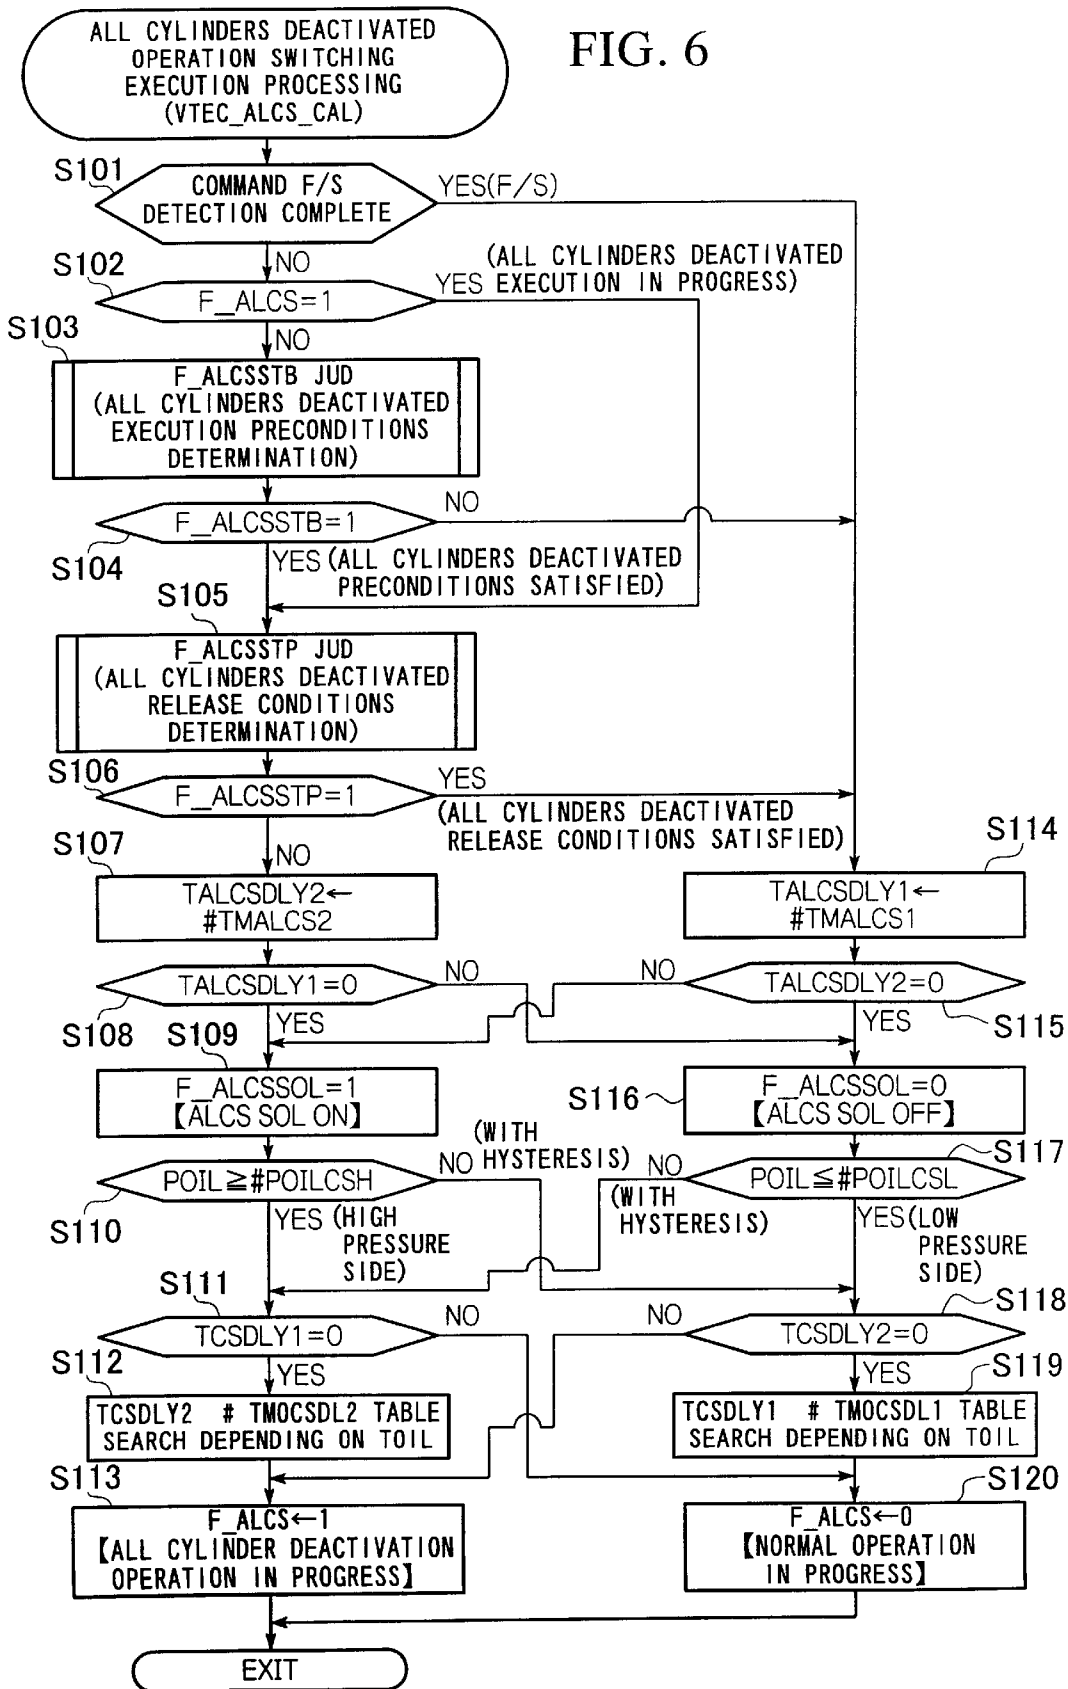 FIG. 6
ALL CYLINDERS DEACTIVATED
OPERATION SWITCHING
EXECUTION PROCESSING
(VTEC_ALCS_CAL)
S101
COMMAND F/S
DETECTION COMPLETE
YES(F/S)
NO
S102
F_ALCS=1
YES
(ALL CYLINDERS DEACTIVATED
EXECUTION IN PROGRESS)
NO
S103
F_ALCSSTB JUD
(ALL CYLINDERS DEACTIVATED
EXECUTION PRECONDITIONS
DETERMINATION)
S104
F_ALCSSTB=1
NO
YES (ALL CYLINDERS DEACTIVATED
PRECONDITIONS SATISFIED)
S105
F_ALCSSTP JUD
(ALL CYLINDERS DEACTIVATED
RELEASE CONDITIONS
DETERMINATION)
S106
F_ALCSSTP=1
YES
(ALL CYLINDERS DEACTIVATED
RELEASE CONDITIONS SATISFIED)
NO
S107
TALCSDLY2←
#TMALCS2
S114
TALCSDLY1←
#TMALCS1
S108
TALCSDLY1=0
NO
YES
NO
TALCSDLY2=0
S115
YES
S109
F_ALCSSOL=1
【ALCS SOL ON】
S116
F_ALCSSOL=0
【ALCS SOL OFF】
S110
POIL≧#POILCSH
NO
(WITH
HYSTERESIS)
YES (HIGH
PRESSURE
SIDE)
S117
NO
(WITH
HYSTERESIS)
POIL≦#POILCSL
YES (LOW
PRESSURE
SIDE)
S111
TCSDLY1=0
NO
YES
S118
NO
TCSDLY2=0
YES
S112
TCSDLY2 # TMOCSDL2 TABLE
SEARCH DEPENDING ON TOIL
S119
TCSDLY1 # TMOCSDL1 TABLE
SEARCH DEPENDING ON TOIL
S113
F_ALCS←1
【ALL CYLINDER DEACTIVATION
OPERATION IN PROGRESS】
S120
F_ALCS←0
【NORMAL OPERATION
IN PROGRESS】
EXIT